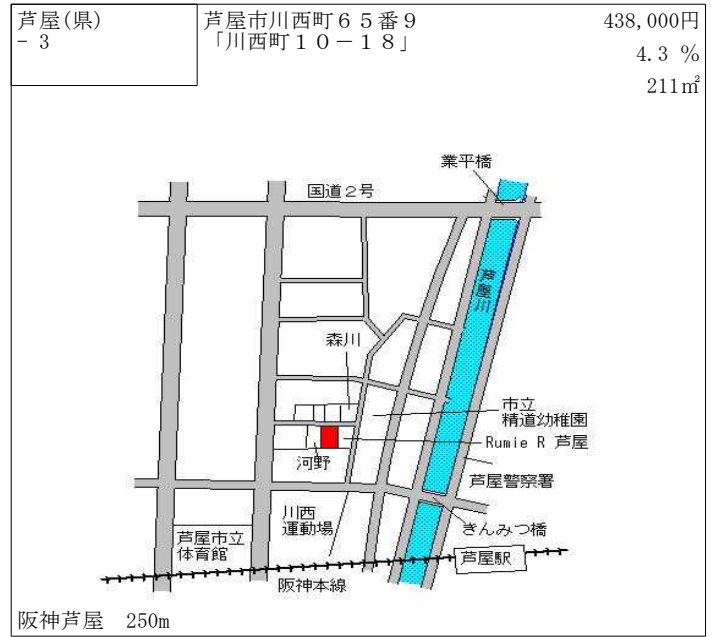 芦屋(県)
－ 3
芦屋市川西町６５番９
「川西町１０－１８」
438,000円
4.3 %
211㎡
業平橋
国道２号
芦屋川
森川
市立
精道幼稚園
Rumie R 芦屋
河野
芦屋警察署
川西
運動場
きんみつ橋
芦屋市立
体育館
芦屋駅
阪神本線
阪神芦屋　250m